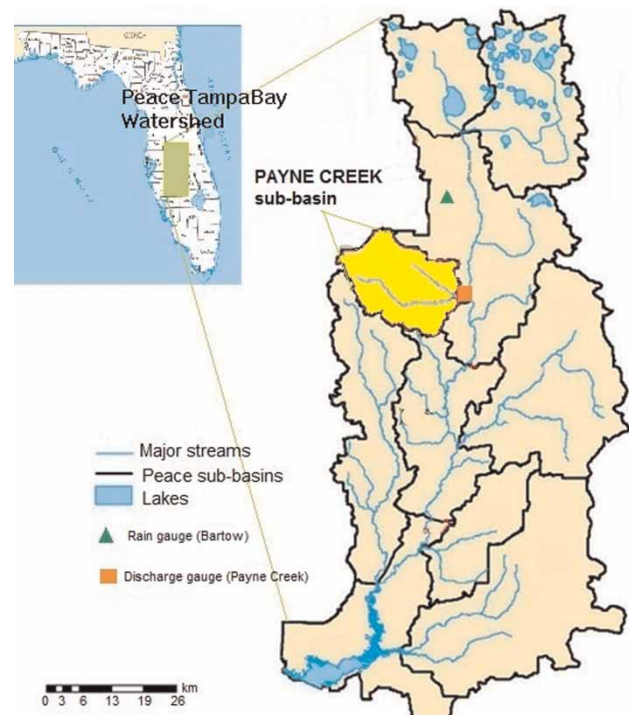 Peace TampaBay
Watershed
PAYNE CREEK
sub-basin
Major streams
Peace sub-basins
Lakes
Rain gauge (Bartow)
Discharge gauge (Payne Creek)
km
0 3 6 13 19 26